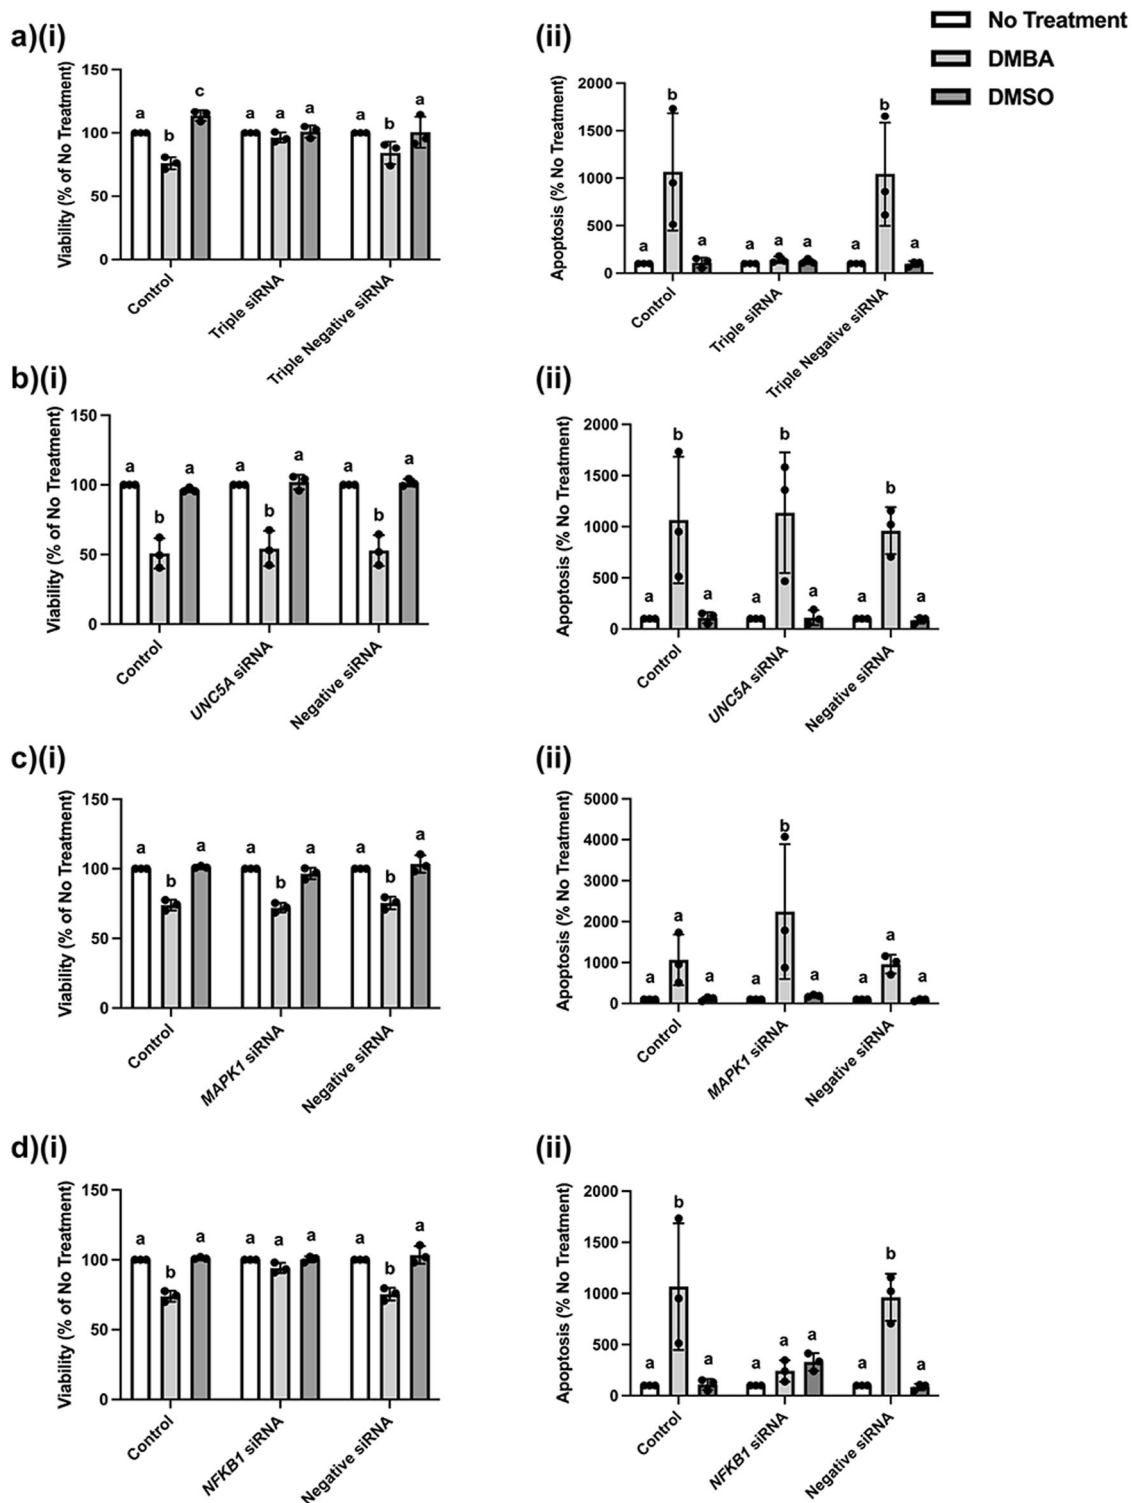 No Treatment
DMBA
DMSO
a)(i)
Viability (% of No Treatment)
150
100
50
0
a b c a a a a b a
Control
Triple siRNA
Triple Negative siRNA
(ii)
Apoptosis (% No Treatment)
2000
1500
1000
500
0
a b a a a a a b a
Control
Triple siRNA
Triple Negative siRNA
b)(i)
Viability (% of No Treatment)
150
100
50
0
a b a a b a a b a
Control
UNC5A siRNA
Negative siRNA
(ii)
Apoptosis (% No Treatment)
2000
1500
1000
500
0
a b a a b a a b a
Control
UNC5A siRNA
Negative siRNA
c)(i)
Viability (% of No Treatment)
150
100
50
0
a b a a b a a b a
Control
MAPK1 siRNA
Negative siRNA
(ii)
Apoptosis (% No Treatment)
5000
4000
3000
2000
1000
0
a a a a b a a a a
Control
MAPK1 siRNA
Negative siRNA
d)(i)
Viability (% of No Treatment)
150
100
50
0
a b a a a a a b a
Control
NFKB1 siRNA
Negative siRNA
(ii)
Apoptosis (% No Treatment)
2000
1500
1000
500
0
a b a a a a a b a
Control
NFKB1 siRNA
Negative siRNA